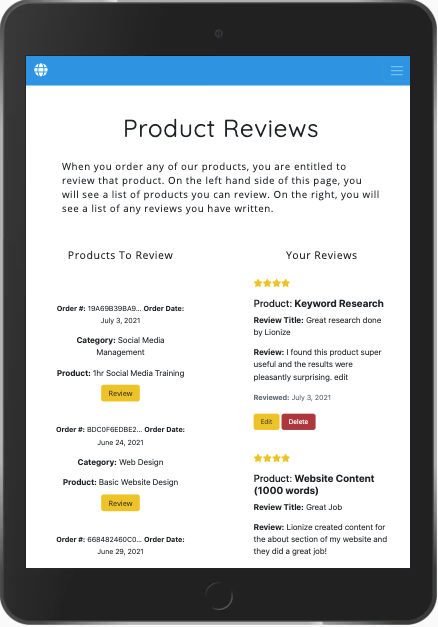 Product Reviews
When you order any of our products, you are entitled to
review that product. On the left hand side of this page, you
will see a list of products you can review. On the right, you will
see a list of any reviews you have written.
Products To Review
Order #: 19A69B39BA9... Order Date:
July 3, 2021
Category: Social Media
Management
Product: 1hr Social Media Training
Review
Order #: BDC0F6EDBE2... Order Date:
June 24, 2021
Category: Web Design
Product: Basic Website Design
Review
Order #: 668482460C0... Order Date:
June 29, 2021
Your Reviews
Product: Keyword Research
Review Title: Great research done
by Lionize
Review: I found this product super
useful and the results were
pleasantly surprising. edit
Reviewed: July 3, 2021
Edit Delete
Product: Website Content
(1000 words)
Review Title: Great Job
Review: Lionize created content for
the about section of my website and
they did a great job!